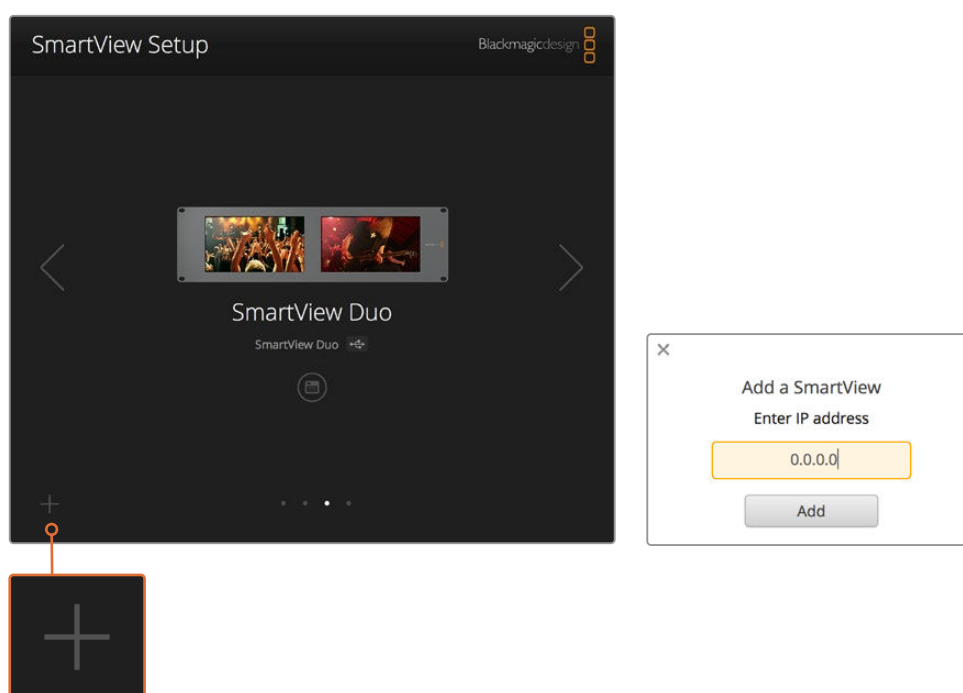 SmartView Setup
Blackmagicdesign
SmartView Duo
SmartView Duo
Add a SmartView
Enter IP address
0.0.0.0
Add